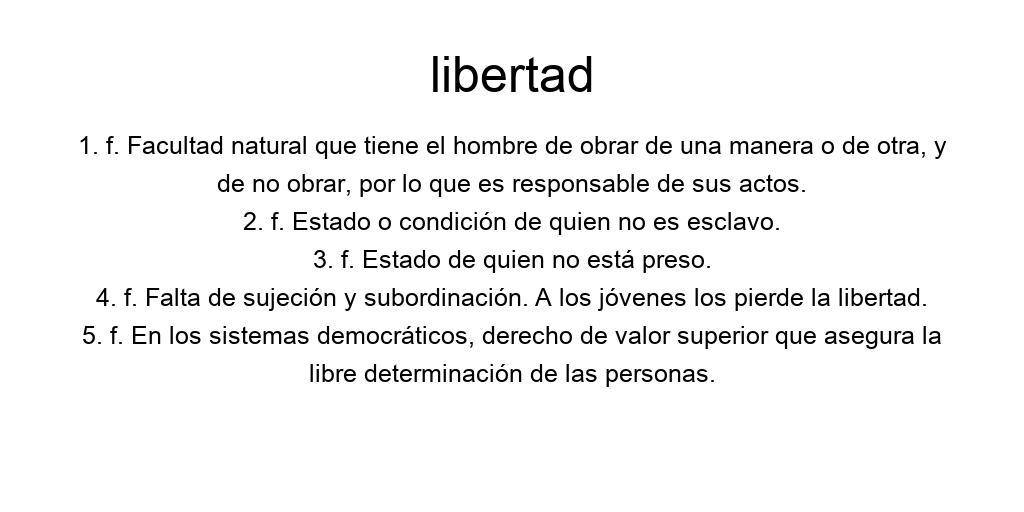 libertad
1. f. Facultad natural que tiene el hombre de obrar de una manera o de otra, y
de no obrar, por lo que es responsable de sus actos.
2. f. Estado o condición de quien no es esclavo.
3. f. Estado de quien no está preso.
4. f. Falta de sujeción y subordinación. A los jóvenes los pierde la libertad.
5. f. En los sistemas democráticos, derecho de valor superior que asegura la
libre determinación de las personas.